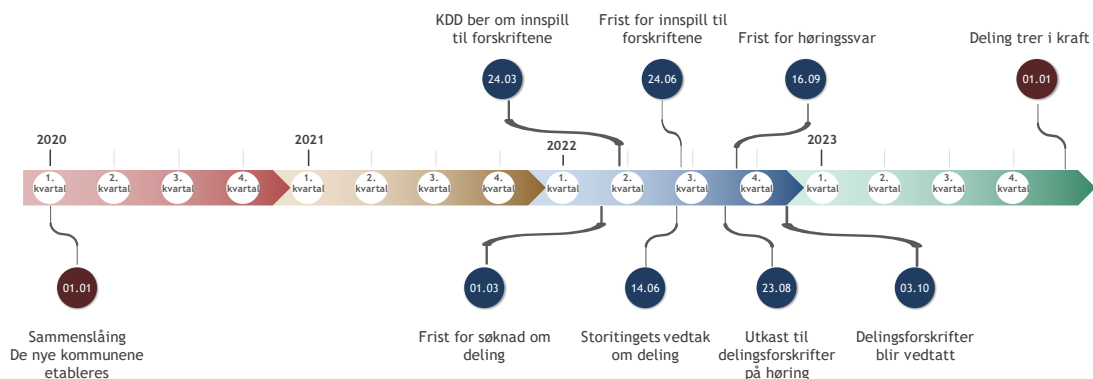 KDD ber om innspill
til forskriftene
24.03
Frist for innspill til
forskriftene
24.06
Frist for høringssvar
16.09
Deling trer i kraft
01.01
2020
2021
2022
2023
1.
kvartal
2.
kvartal
3.
kvartal
4.
kvartal
1.
kvartal
2.
kvartal
3.
kvartal
4.
kvartal
1.
kvartal
2.
kvartal
3.
kvartal
4.
kvartal
1.
kvartal
2.
kvartal
3.
kvartal
4.
kvartal
01.01
Sammenslåing
De nye kommunene
etableres
01.03
Frist for søknad om
deling
14.06
Storitingets vedtak
om deling
23.08
Utkast til
delingsforskrifter
på høring
03.10
Delingsforskrifter
blir vedtatt